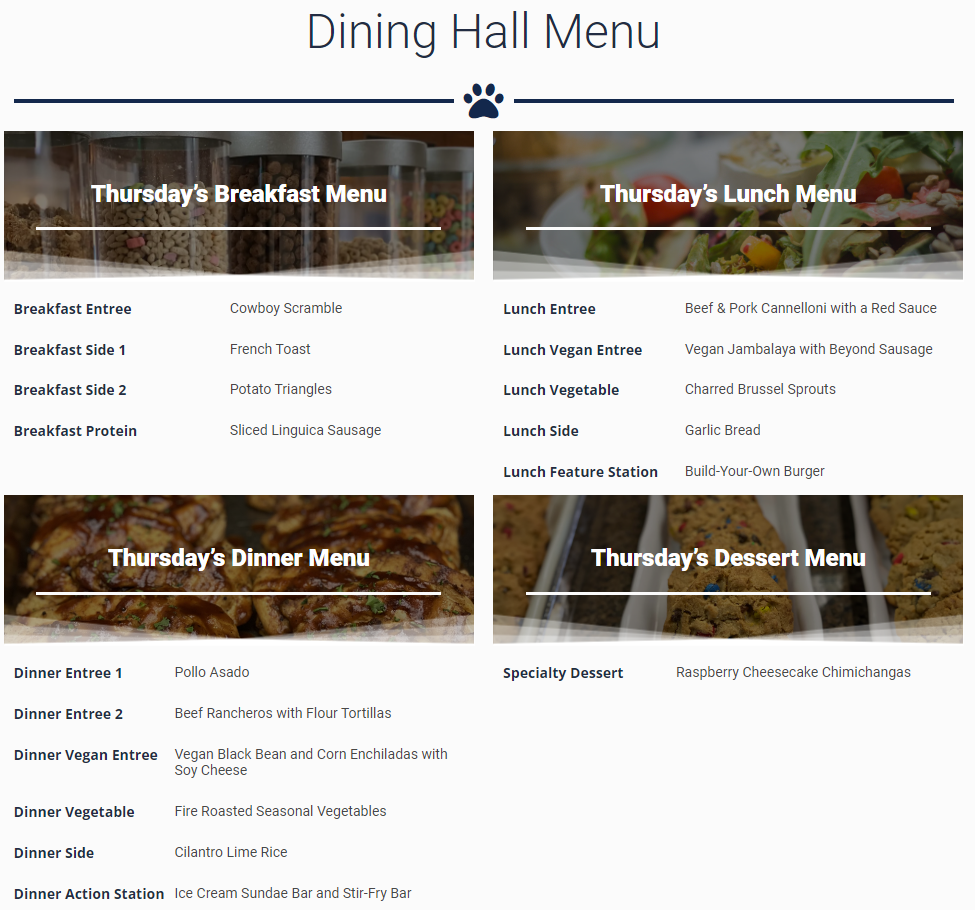 Dining Hall Menu
Thursday’s Breakfast Menu
Breakfast Entree Cowboy Scramble
Breakfast Side 1 French Toast
Breakfast Side 2 Potato Triangles
Breakfast Protein Sliced Linguica Sausage
Thursday’s Lunch Menu
Lunch Entree Beef & Pork Cannelloni with a Red Sauce
Lunch Vegan Entree Vegan Jambalaya with Beyond Sausage
Lunch Vegetable Charred Brussel Sprouts
Lunch Side Garlic Bread
Lunch Feature Station Build-Your-Own Burger
Thursday’s Dinner Menu
Dinner Entree 1 Pollo Asado
Dinner Entree 2 Beef Rancheros with Flour Tortillas
Dinner Vegan Entree Vegan Black Bean and Corn Enchiladas with
Soy Cheese
Dinner Vegetable Fire Roasted Seasonal Vegetables
Dinner Side Cilantro Lime Rice
Dinner Action Station Ice Cream Sundae Bar and Stir-Fry Bar
Thursday’s Dessert Menu
Specialty Dessert Raspberry Cheesecake Chimichangas